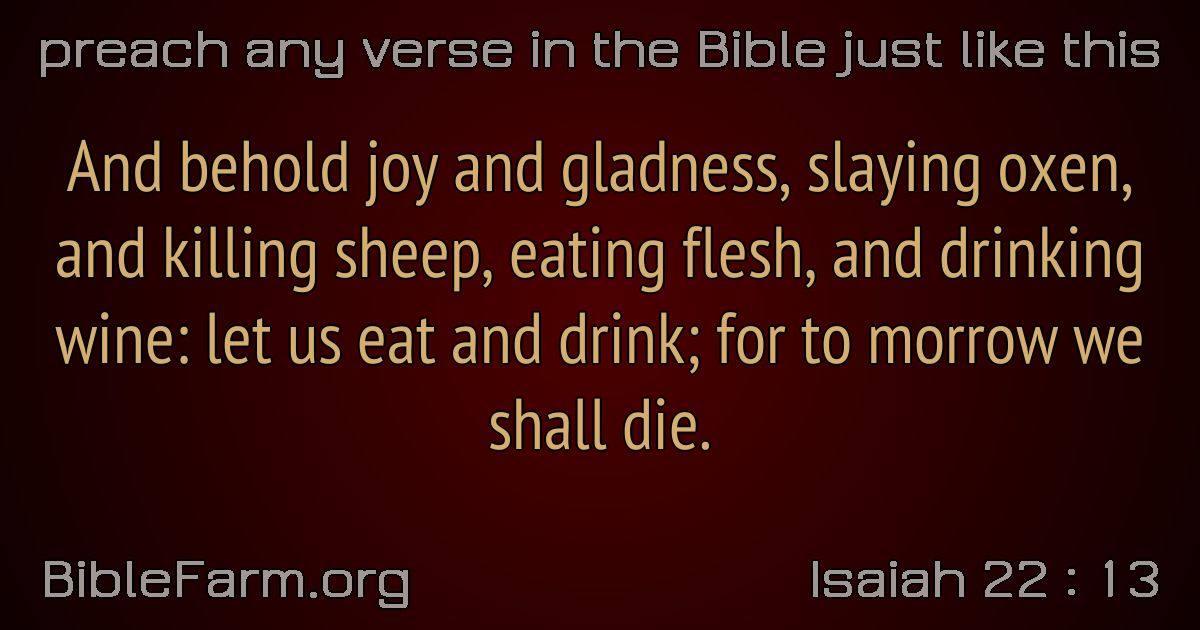 preach any verse in the Bible just like this
And behold joy and gladness, slaying oxen,
and killing sheep, eating flesh, and drinking
wine: let us eat and drink; for to morrow we
shall die.
BibleFarm.org
Isaiah 22 : 13